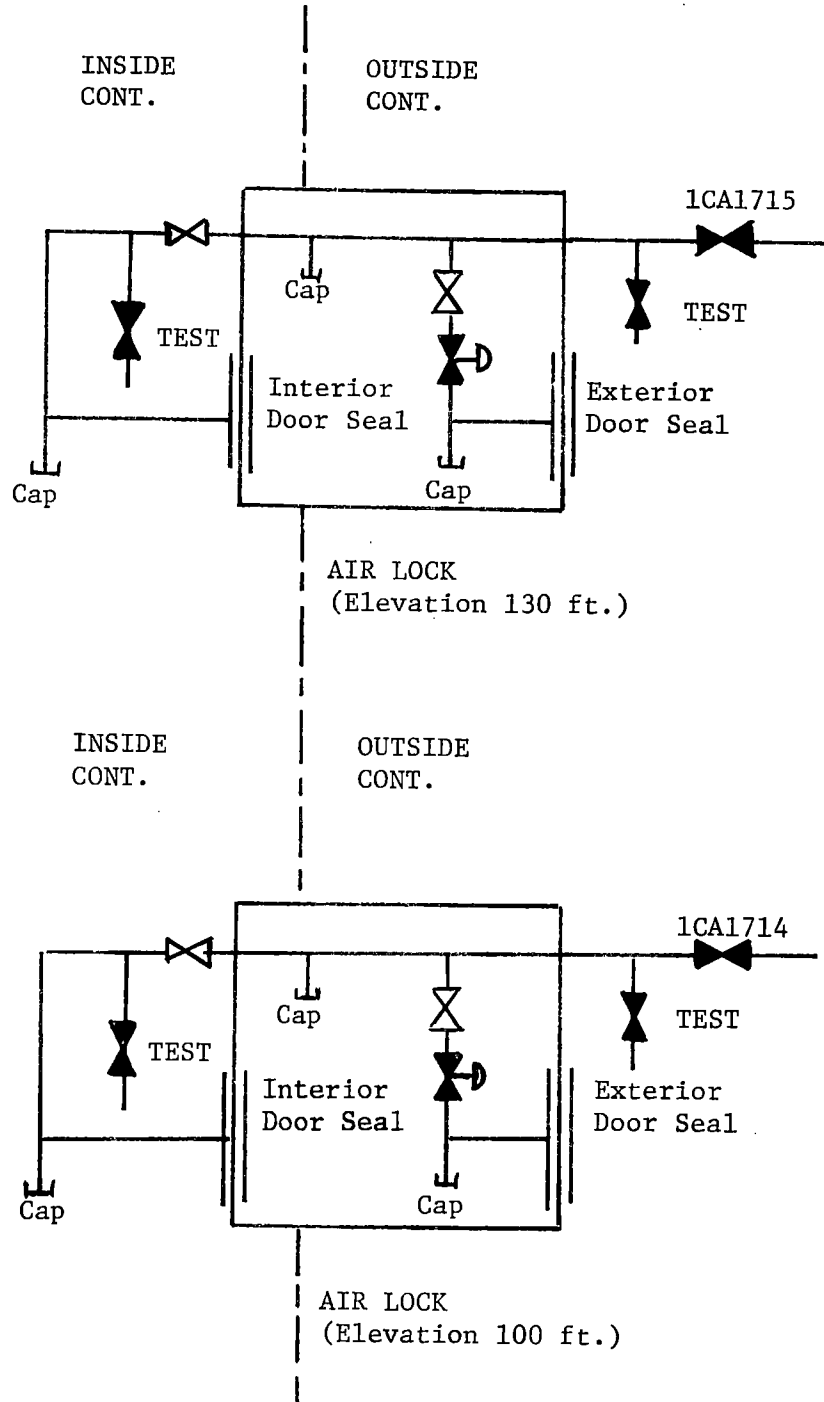 INSIDE
CONT.
OUTSIDE
CONT.
1CA1715
Cap
TEST
TEST
Interior
Door Seal
Exterior
Door Seal
Cap
Cap
AIR LOCK
(Elevation 130 ft.)
INSIDE
CONT.
OUTSIDE
CONT.
1CA1714
Cap
TEST
TEST
Interior
Door Seal
Exterior
Door Seal
Cap
Cap
AIR LOCK
(Elevation 100 ft.)